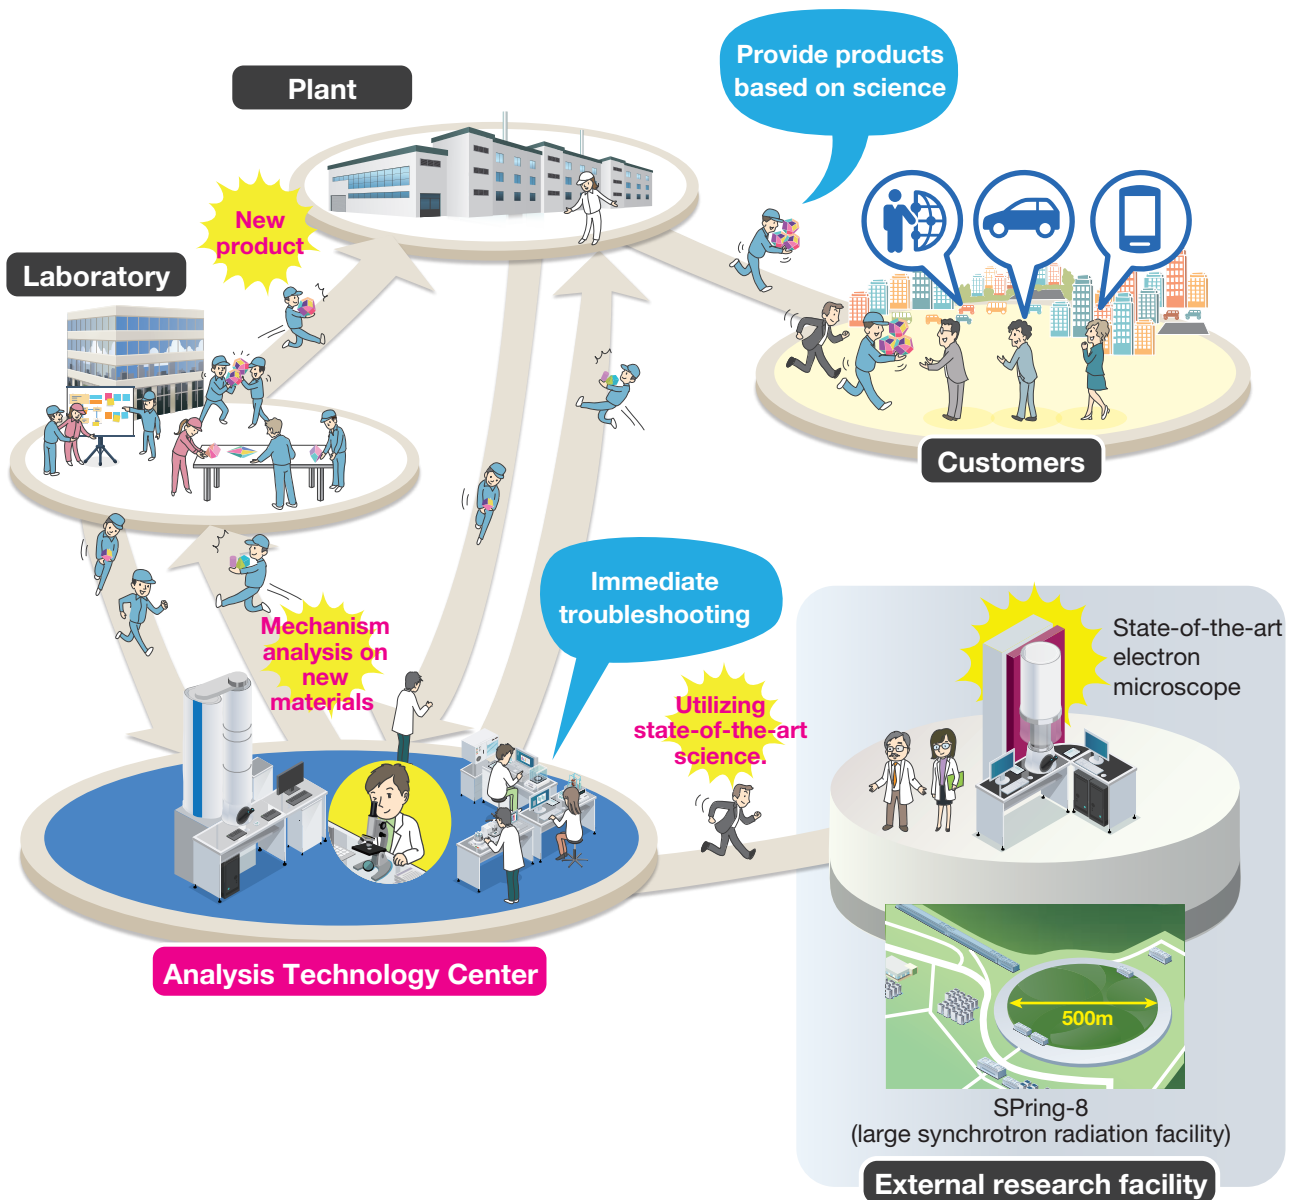 Plant
Provide products
based on science
New
product
Laboratory
Customers
Immediate
troubleshooting
Mechanism
analysis on
new
materials
Utilizing
state-of-the-art
science.
State-of-the-art
electron
microscope
Analysis Technology Center
500m
SPring-8
(large synchrotron radiation facility)
External research facility